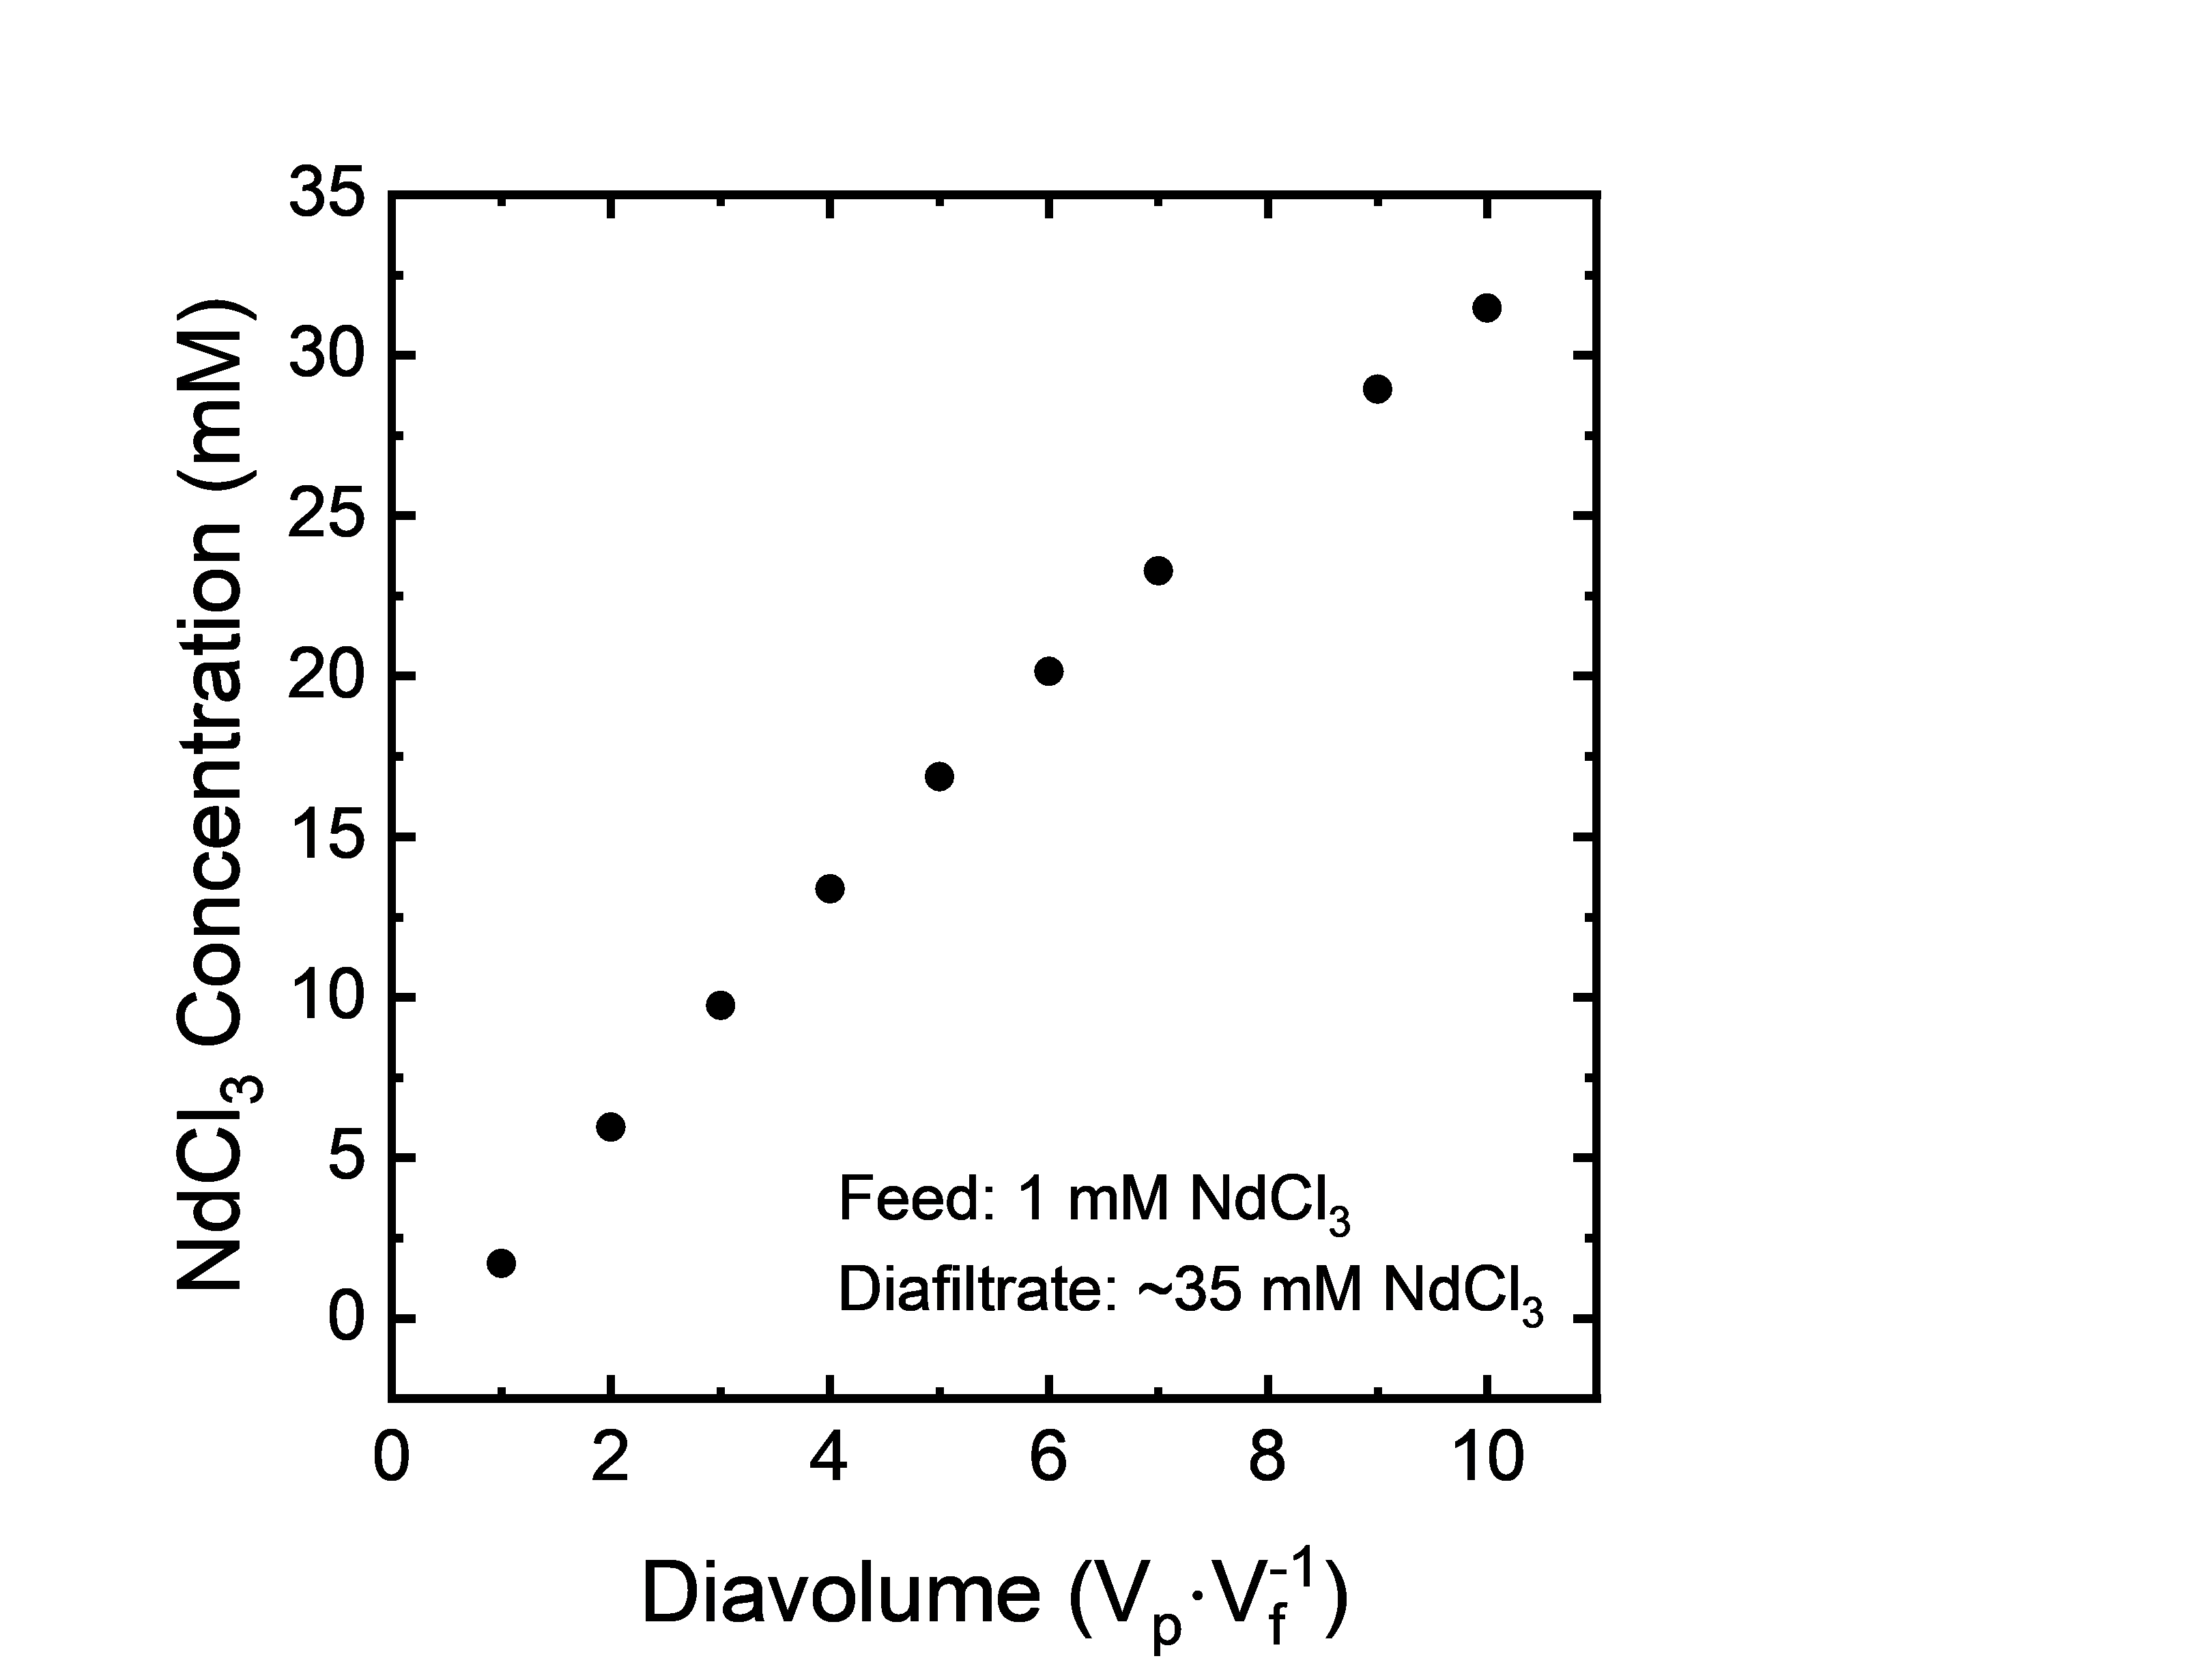 NdCl₃ Concentration (mM)
35
30
25
20
15
10
5
0
Feed: 1 mM NdCl₃
Diafiltrate: ~35 mM NdCl₃
0 2 4 6 8 10
Diavolume (Vₚ·V_f⁻¹)